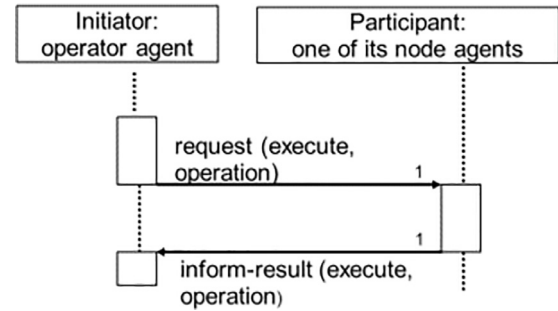 Initiator:
operator agent
Participant:
one of its node agents
request (execute,
operation)
1
1
inform-result (execute,
operation)